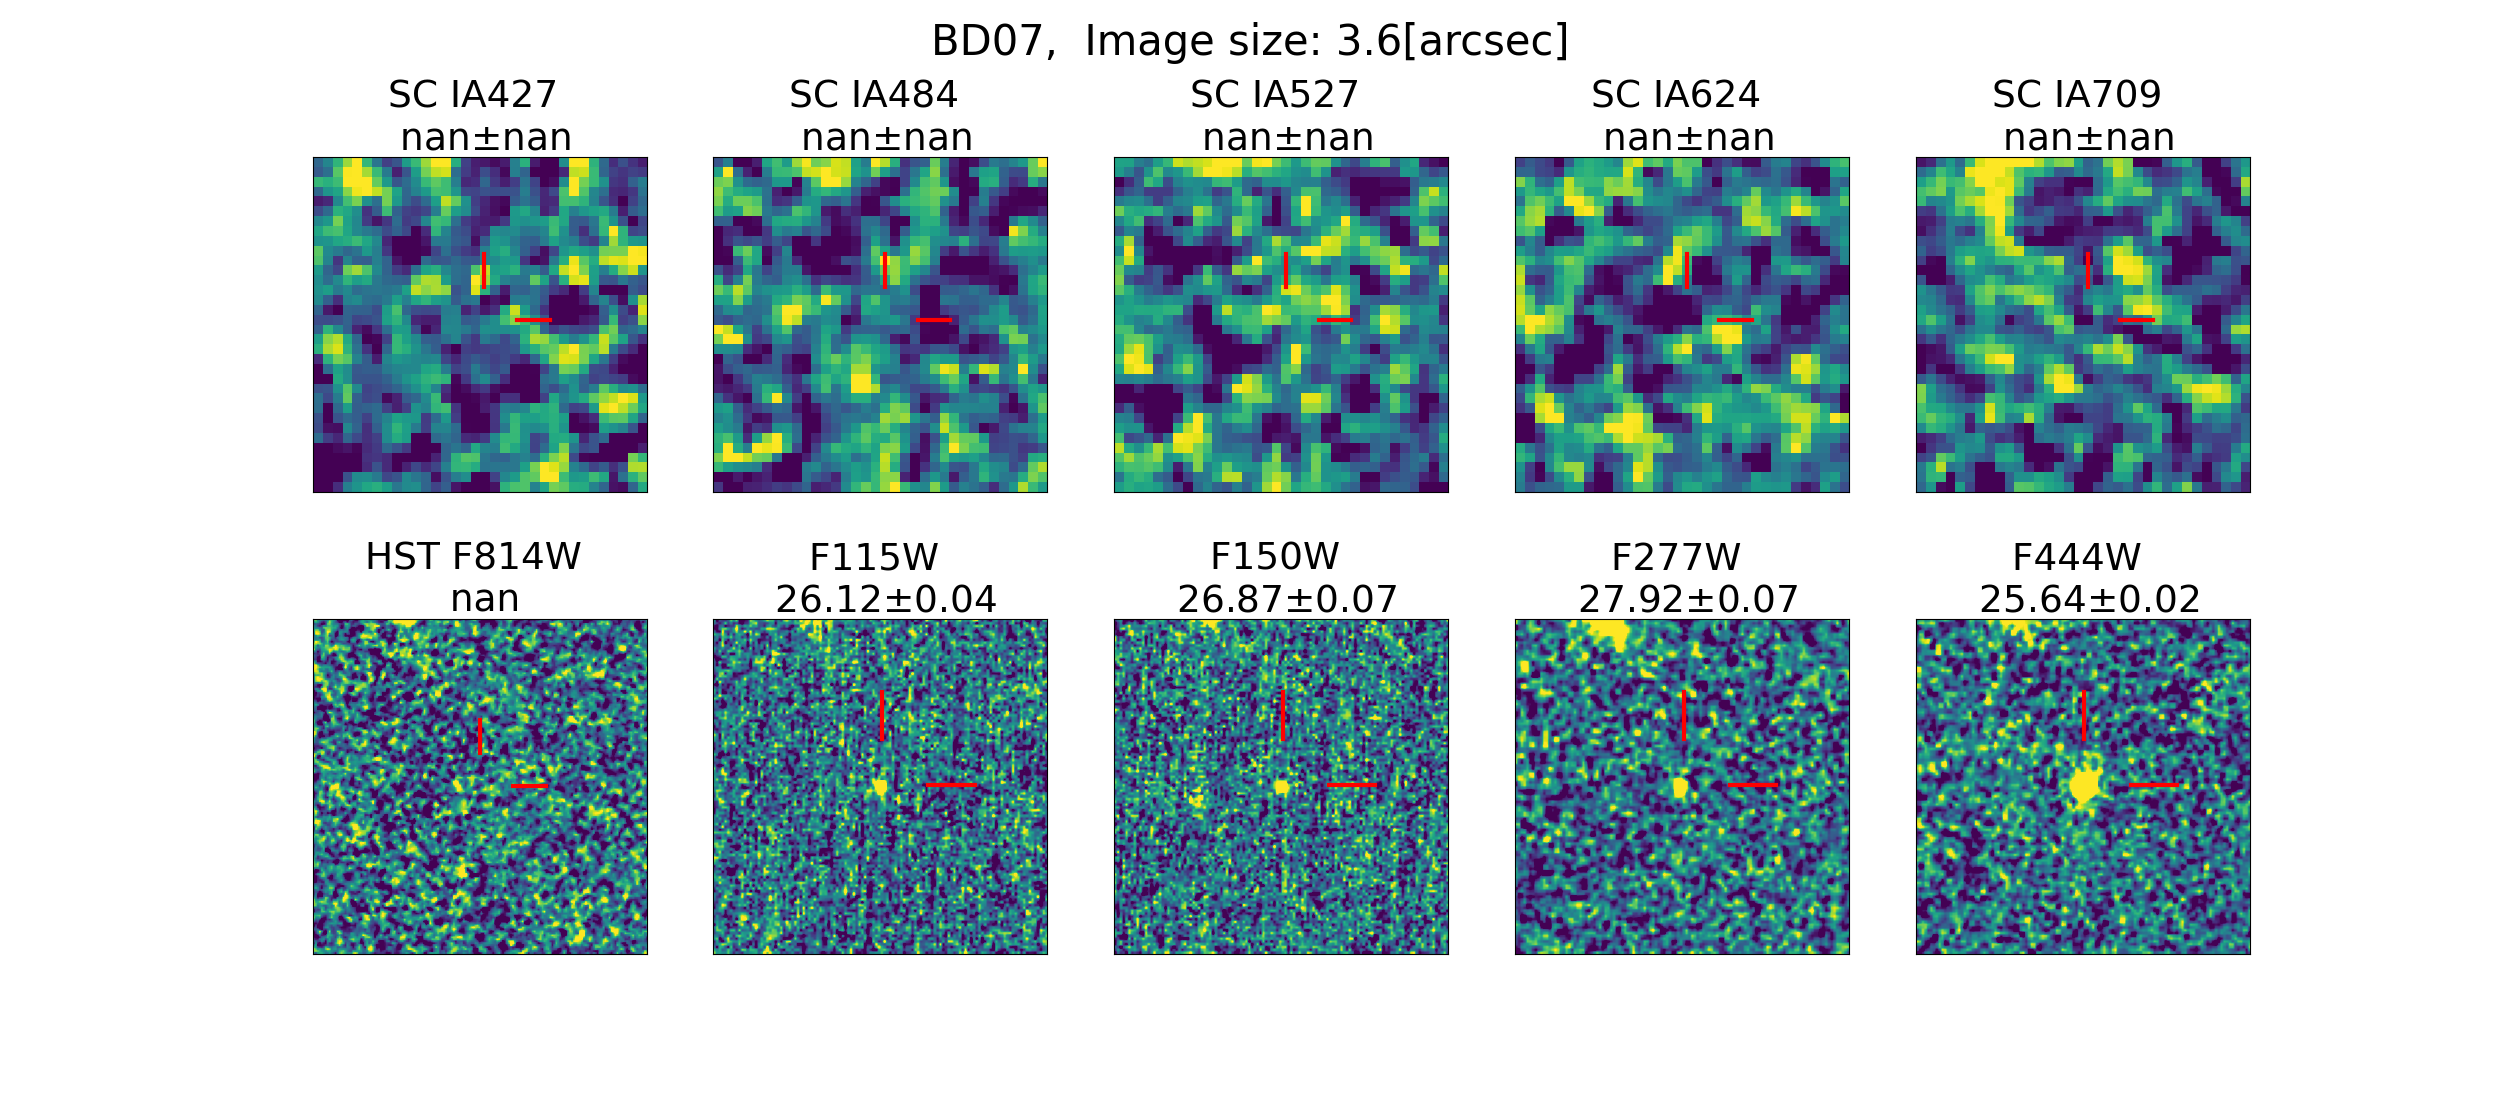 BD07, Image size: 3.6[arcsec]
SC IA427
nan±nan
SC IA484
nan±nan
SC IA527
nan±nan
SC IA624
nan±nan
SC IA709
nan±nan
HST F814W
nan
F115W
26.12±0.04
F150W
26.87±0.07
F277W
27.92±0.07
F444W
25.64±0.02